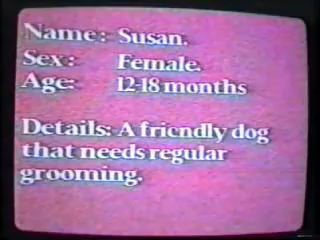 Name: Susan.
Sex: Female.
Age: 12-18 months
Details: A friendly dog
that needs regular
grooming.